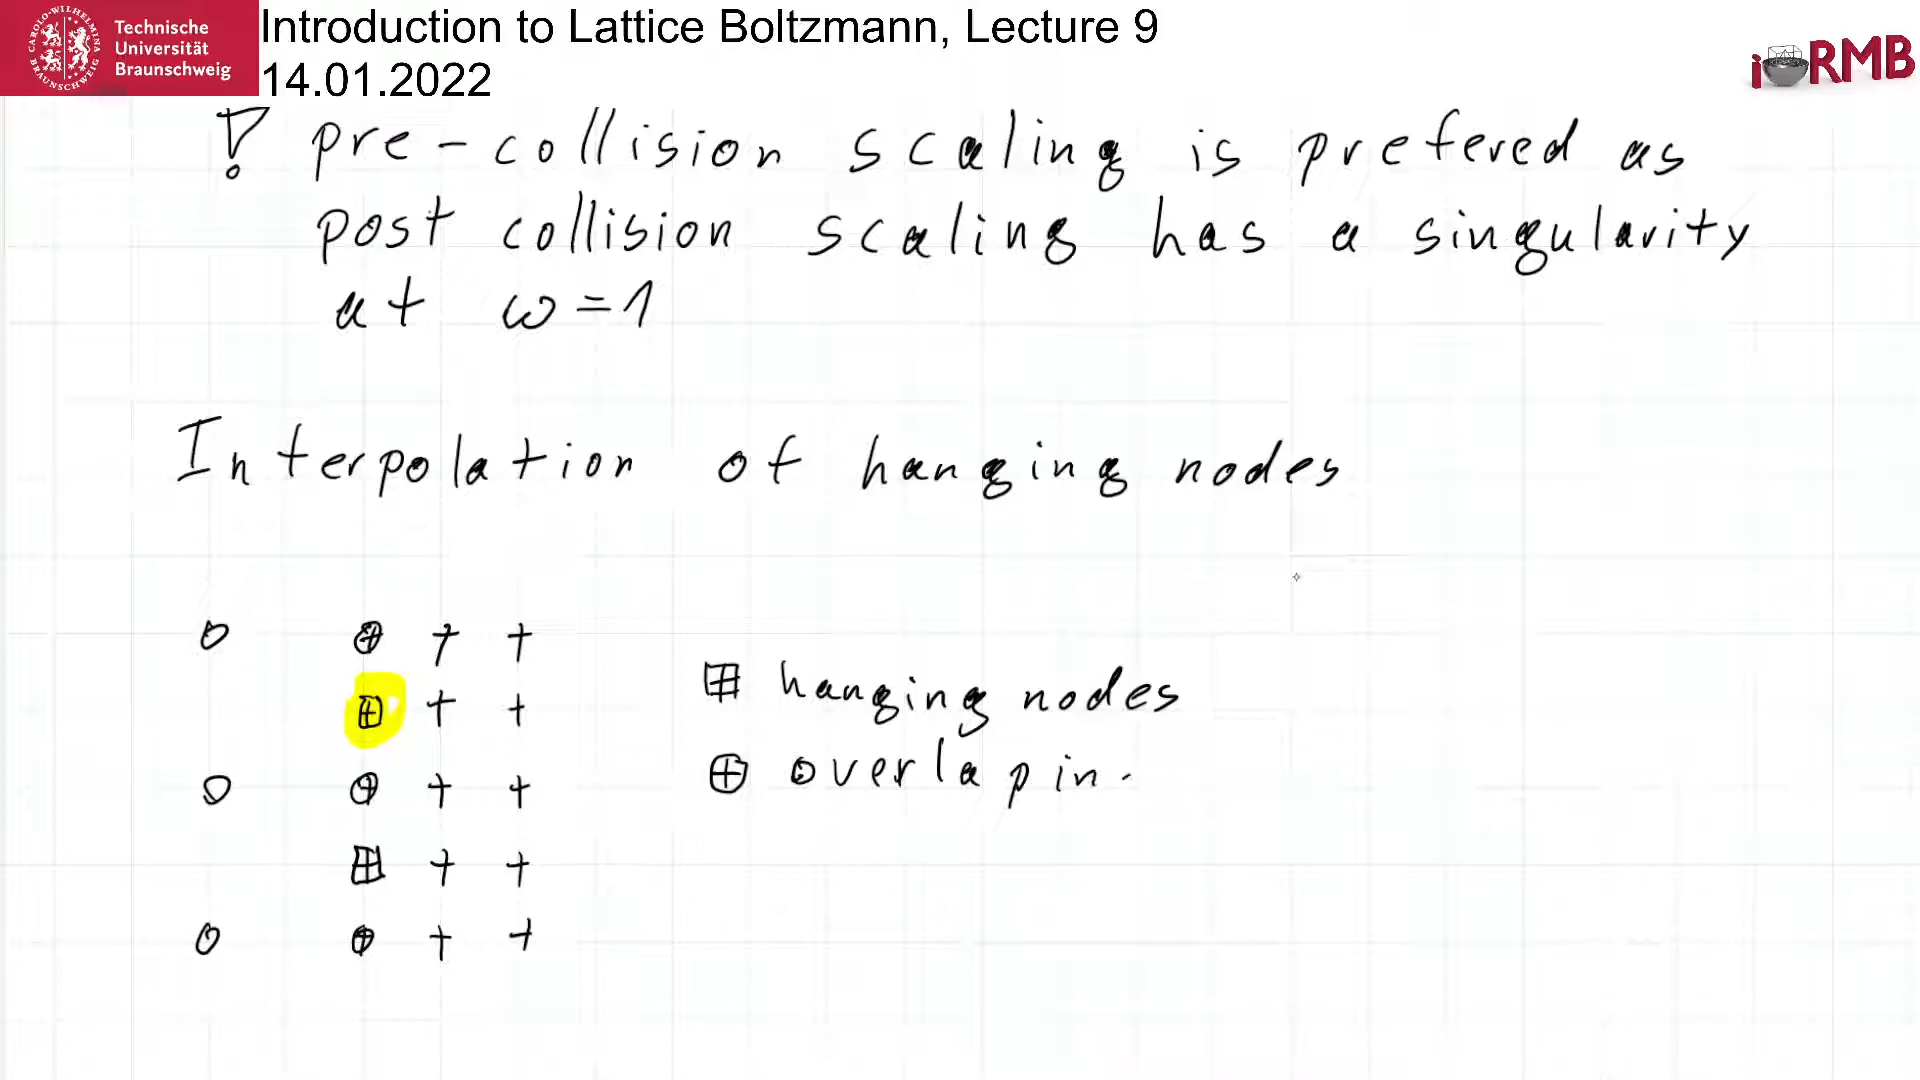 Technische
Universität
Braunschweig
Introduction to Lattice Boltzmann, Lecture 9
14.01.2022
iRMB
! pre-collision scaling is prefered as
post collision scaling has a singularity
at ω=1
Interpolation of hanging nodes
hanging nodes
overlapin